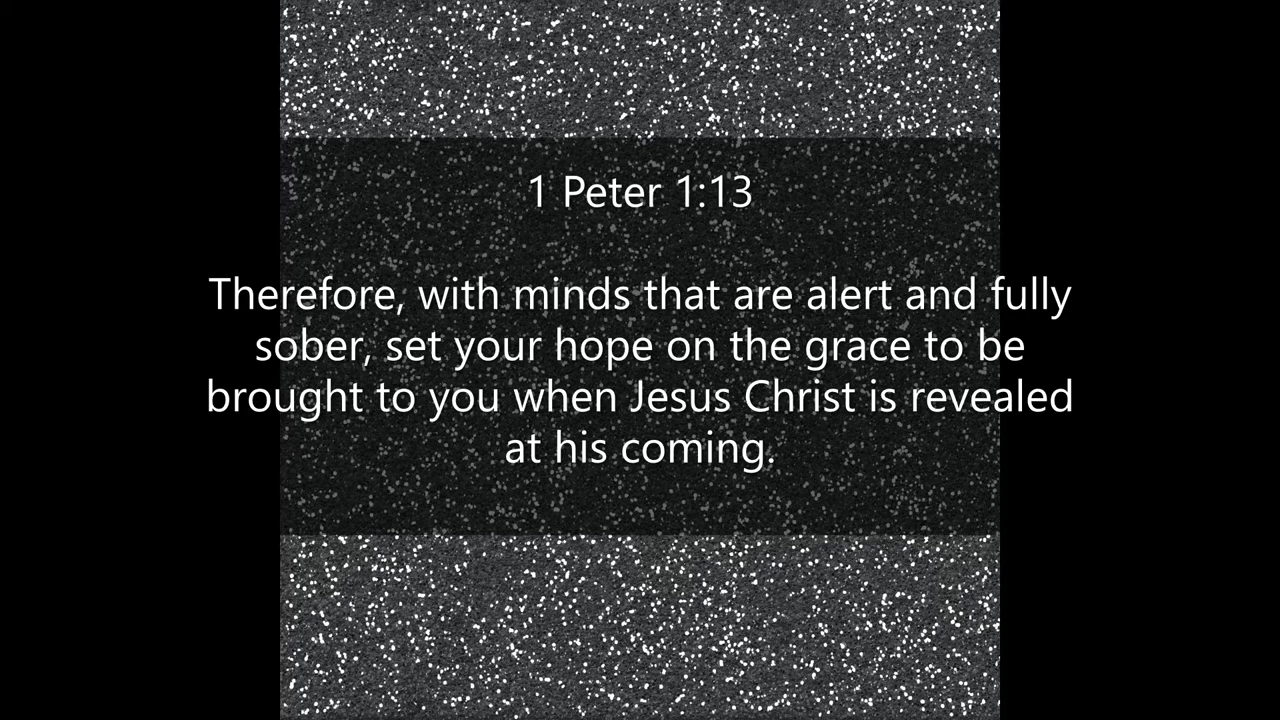 1 Peter 1:13
Therefore, with minds that are alert and fully
sober, set your hope on the grace to be
brought to you when Jesus Christ is revealed
at his coming.